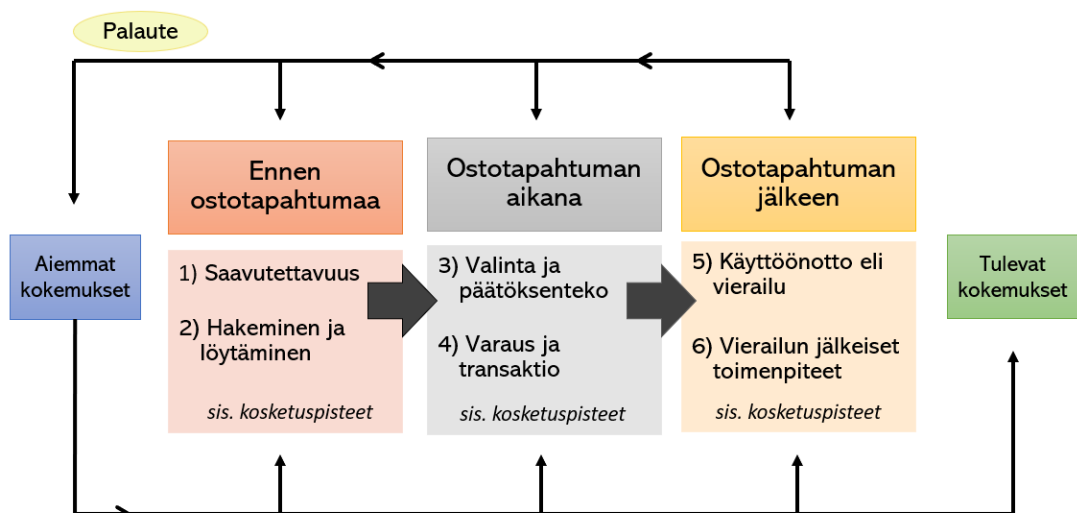 Palaute
Ennen
ostotapahtumaa
Ostotapahtuman
aikana
Ostotapahtuman
jälkeen
Aiemmat
kokemukset
1) Saavutettavuus
2) Hakeminen ja
löytäminen
sis. kosketuspisteet
3) Valinta ja
päätöksenteko
4) Varaus ja
transaktio
sis. kosketuspisteet
5) Käyttöönotto eli
vierailu
6) Vierailun jälkeiset
toimenpiteet
sis. kosketuspisteet
Tulevat
kokemukset